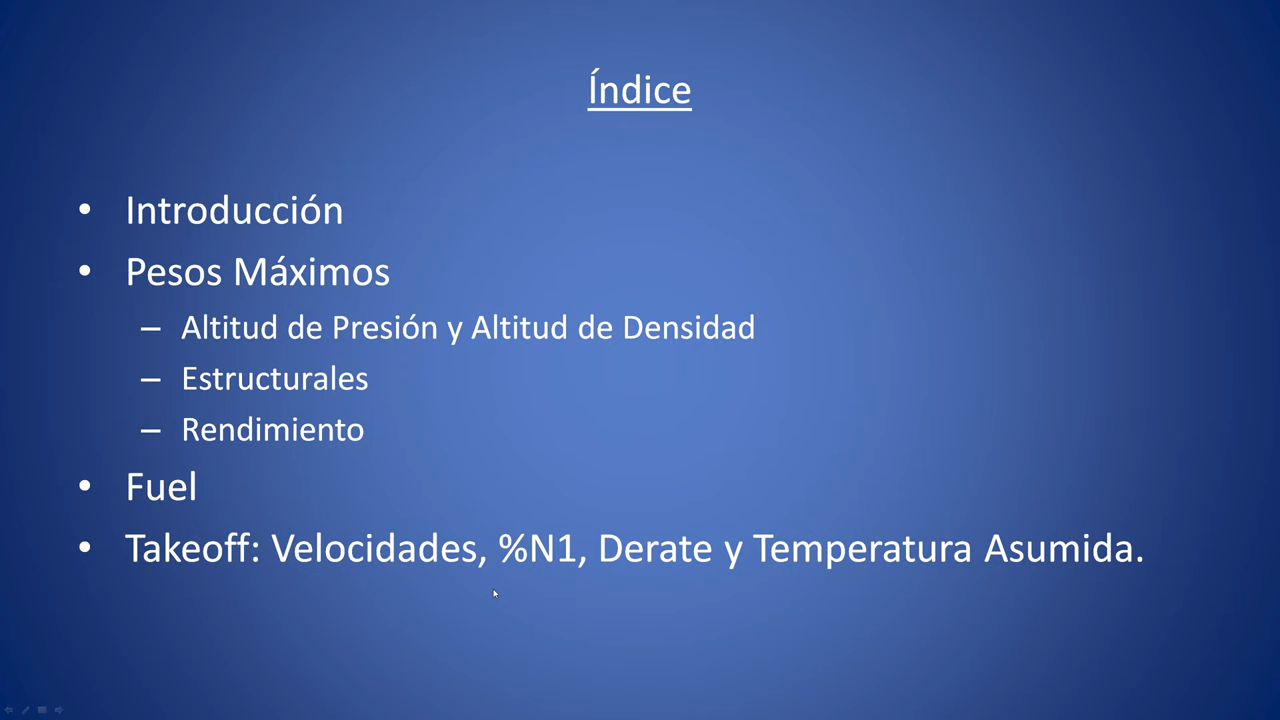 Índice
• Introducción
• Pesos Máximos
– Altitud de Presión y Altitud de Densidad
– Estructurales
– Rendimiento
• Fuel
• Takeoff: Velocidades, %N1, Derate y Temperatura Asumida.